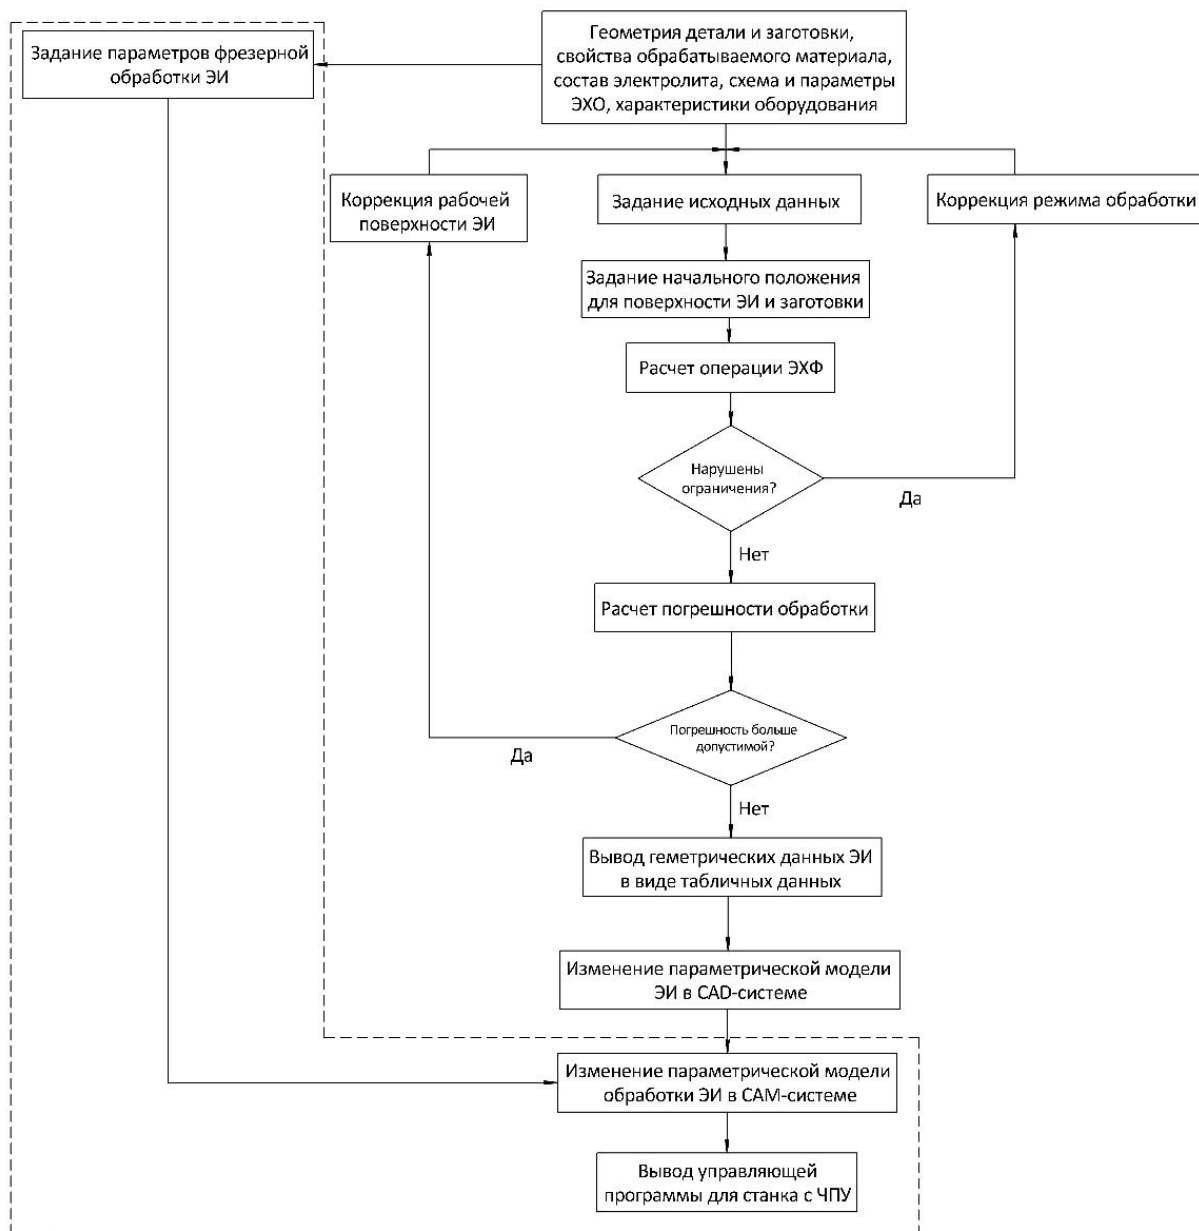 Геометрия детали и заготовки,
свойства обрабатываемого материала,
состав электролита, схема и параметры
ЭХО, характеристики оборудования
Задание параметров фрезерной
обработки ЭИ
Коррекция рабочей
поверхности ЭИ
Задание исходных данных
Коррекция режима обработки
Задание начального положения
для поверхности ЭИ и заготовки
Расчет операции ЭХФ
Нарушены
ограничения?
Да
Нет
Расчет погрешности обработки
Погрешность больше
допустимой?
Да
Нет
Вывод геметрических данных ЭИ
в виде табличных данных
Изменение параметрической модели
ЭИ в CAD-системе
Изменение параметрической модели
обработки ЭИ в САМ-системе
Вывод управляющей
программы для станка с ЧПУ